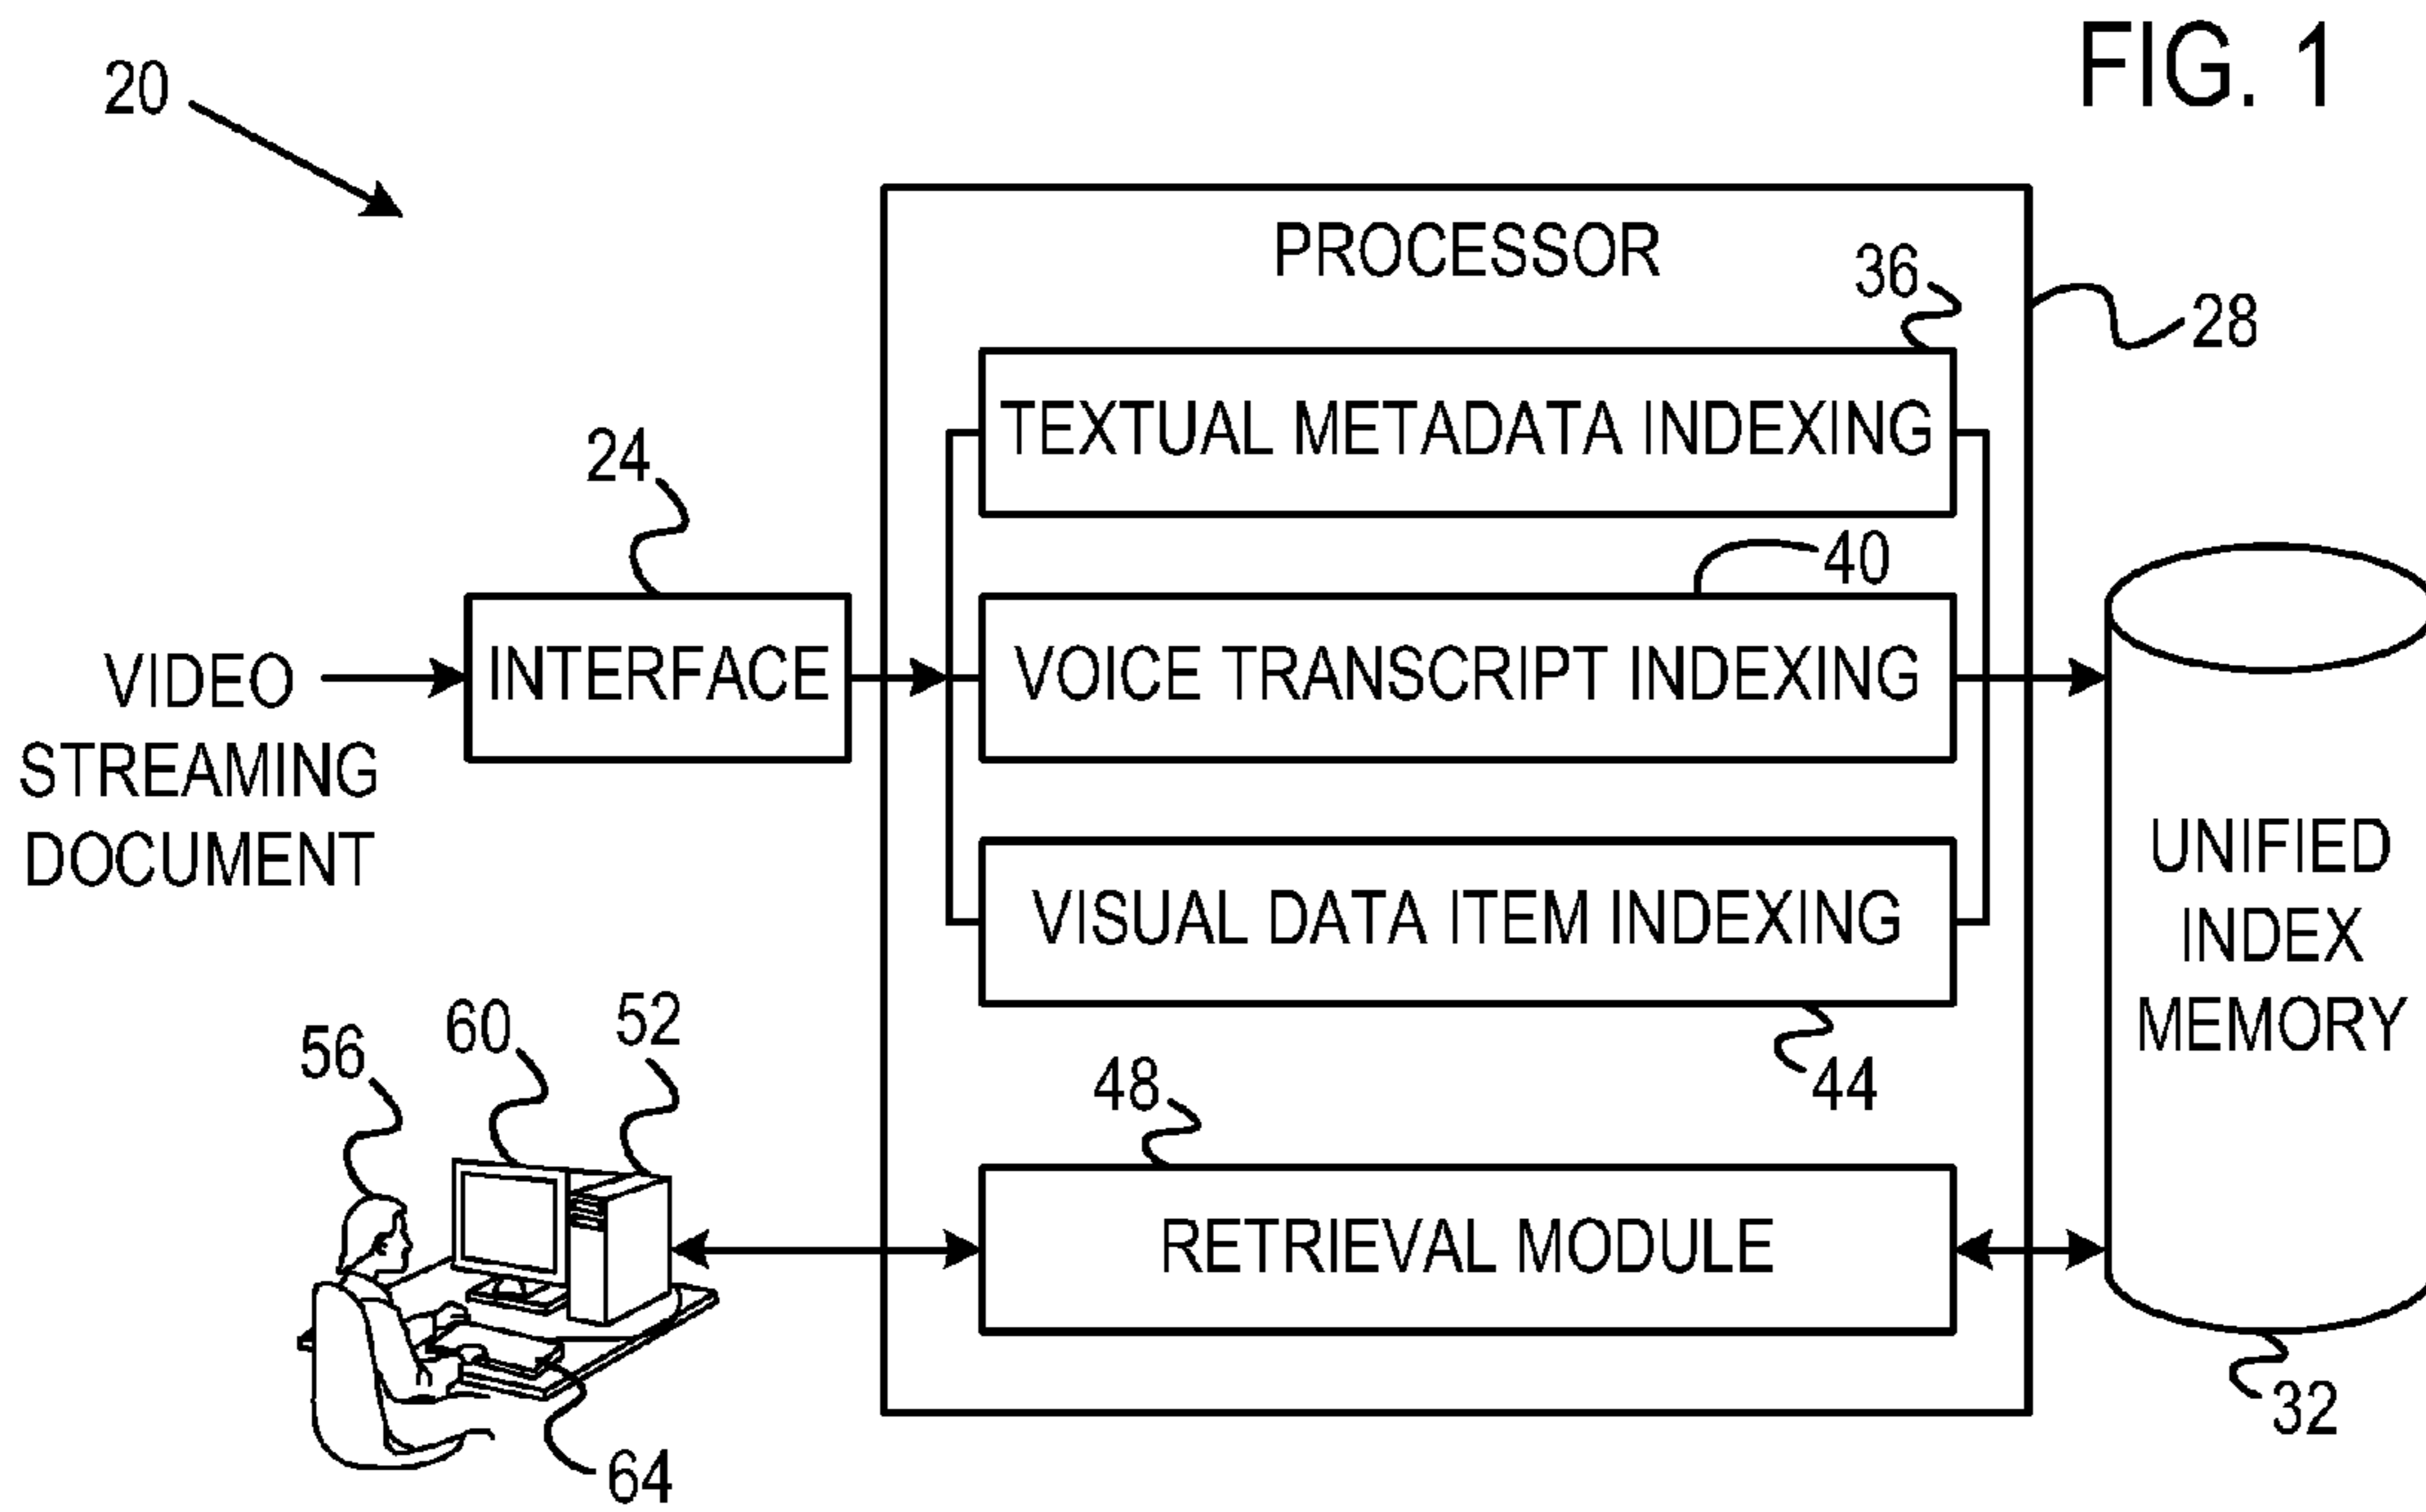 FIG. 1
20
PROCESSOR
36
28
TEXTUAL METADATA INDEXING
24
40
INTERFACE
VOICE TRANSCRIPT INDEXING
VIDEO
STREAMING
DOCUMENT
VISUAL DATA ITEM INDEXING
UNIFIED
INDEX
MEMORY
56
60
52
48
44
RETRIEVAL MODULE
32
64